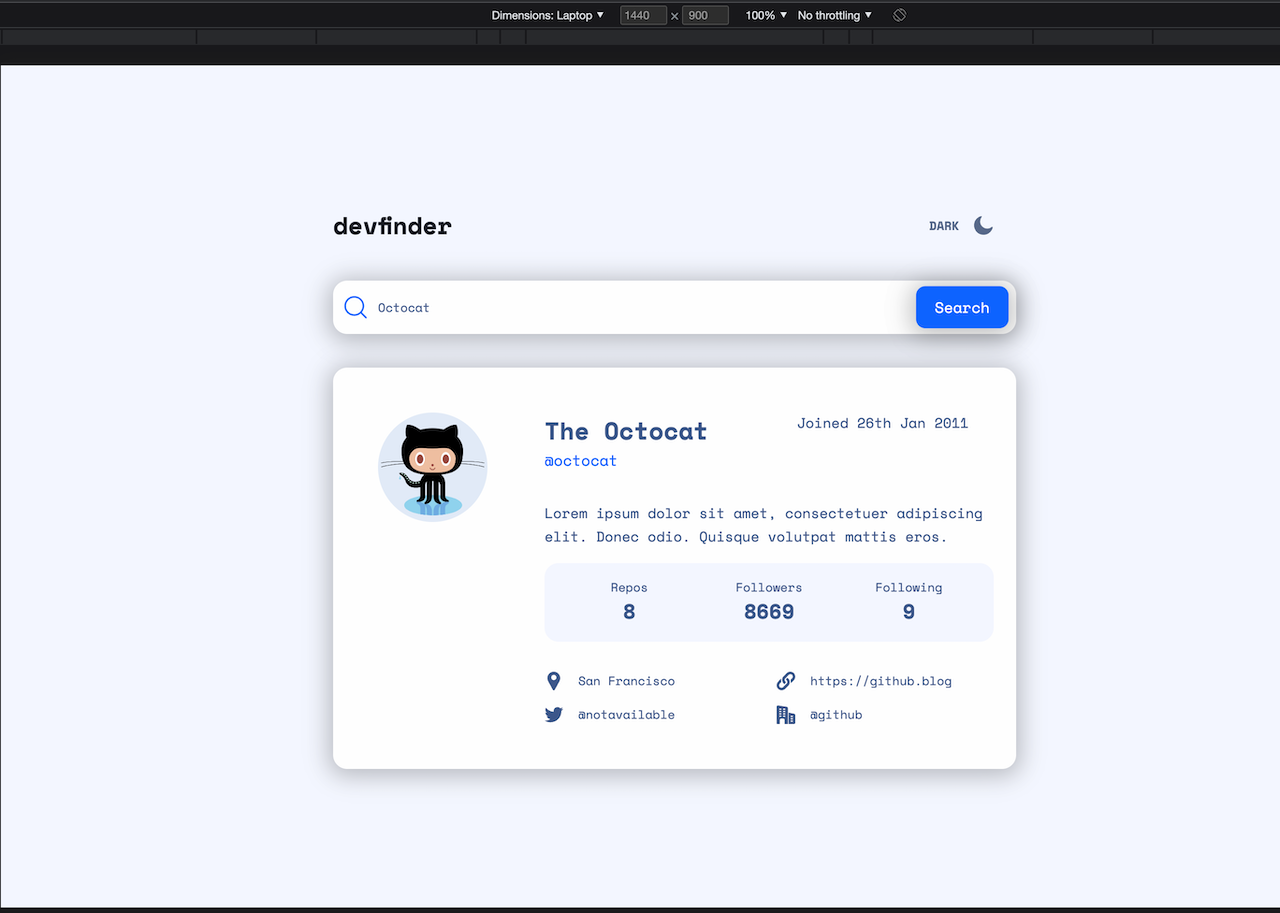 Dimensions: Laptop ▼ 1440 × 900 100% ▼ No throttling ▼
devfinder DARK
Octocat Search
The Octocat Joined 26th Jan 2011
@octocat
Lorem ipsum dolor sit amet, consectetuer adipiscing
elit. Donec odio. Quisque volutpat mattis eros.
Repos Followers Following
8 8669 9
San Francisco https://github.blog
@notavailable @github